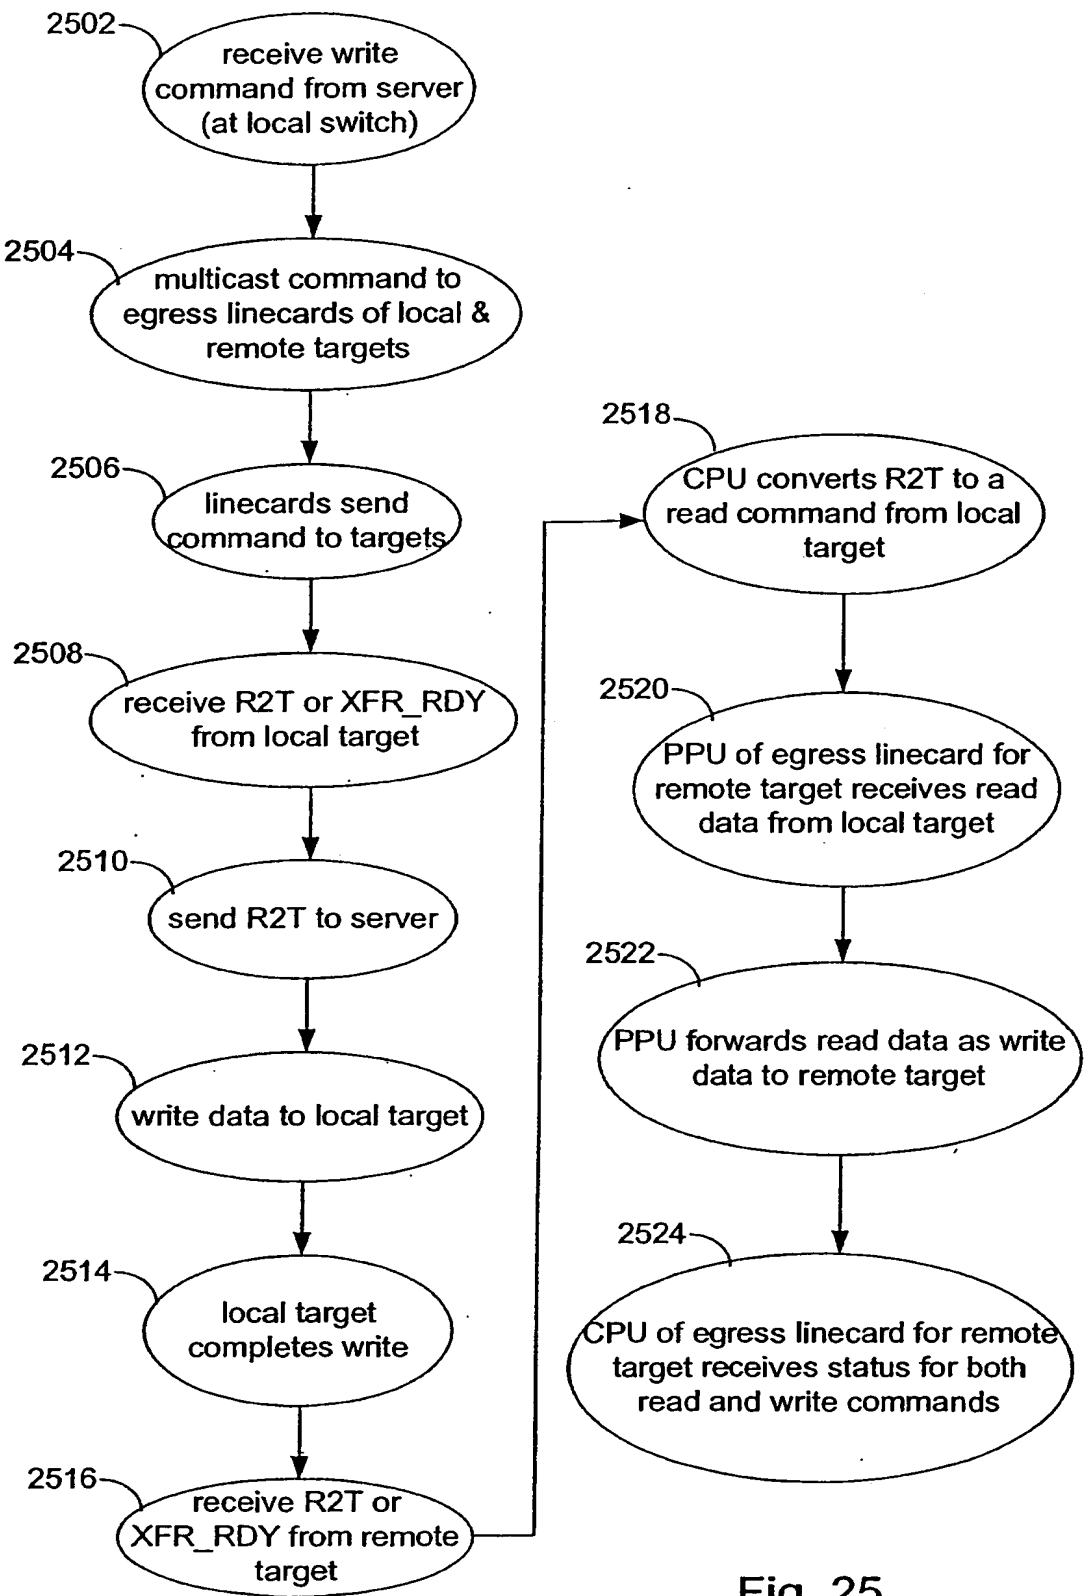 2502
receive write
command from server
(at local switch)
2504
multicast command to
egress linecards of local &
remote targets
2506
linecards send
command to targets
2508
receive R2T or XFR_RDY
from local target
2510
send R2T to server
2512
write data to local target
2514
local target
completes write
2516
receive R2T or
XFR_RDY from remote
target
2518
CPU converts R2T to a
read command from local
target
2520
PPU of egress linecard for
remote target receives read
data from local target
2522
PPU forwards read data as write
data to remote target
2524
CPU of egress linecard for remote
target receives status for both
read and write commands
Fig. 25